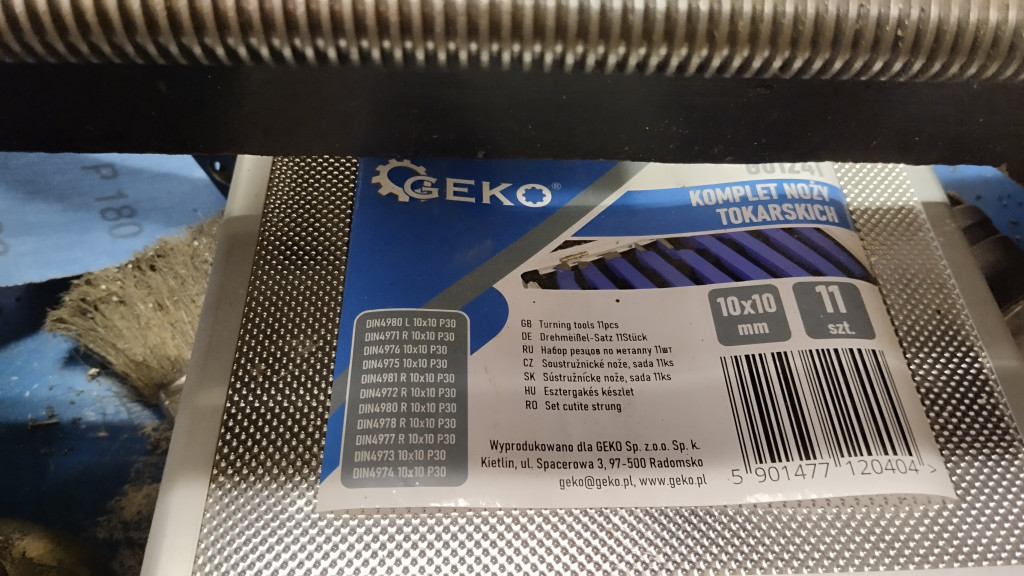 P 180
GEKO®
KOMPLET NOŻY
TOKARSKICH
10x10
mm
11
szt.
DIN4980 L 10x10 P30
DIN4971 R 10x10 P30
DIN4976 10x10 P30
DIN4975 10x10 P30
DIN4981 R 10x10 P30
DIN4972 R 10x10 P30
DIN4980 R 10x10 P30
DIN4978 R 10x10 P30
DIN4977 R 10x10 P30
DIN4973 10x10 P30
DIN4974 10x10 P30
GB Turning tools 11pcs
DE Drehmeißel-Satz 11Stück
RU Набор резцов по металлу 11шт
CZ Soustružnické nože, sada 11ks
SK Sústružnícke nože, sada 11ks
HU Esztergakés készlet
RO Set cutite strung
Wyprodukowano dla GEKO Sp. z.o.o. Sp. k.
Kietlin, ul. Spacerowa 3, 97-500 Radomsko
geko@geko.pl, www.geko.pl
5 901477 120404 >